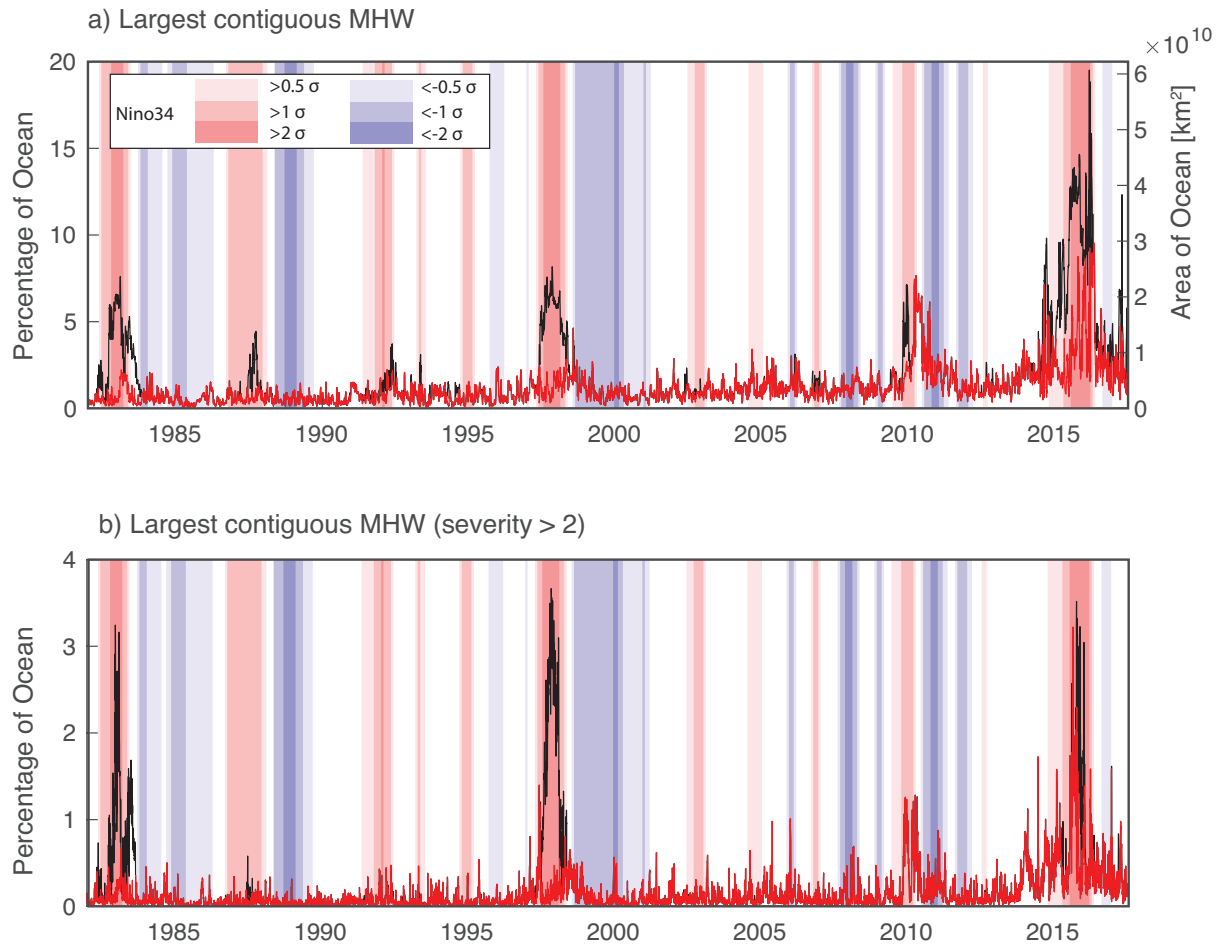 a) Largest contiguous MHW
×10¹⁰
20
15
10
5
0
Percentage of Ocean
Nino34
>0.5 σ
>1 σ
>2 σ
<-0.5 σ
<-1 σ
<-2 σ
6
5
4
3
2
1
0
Area of Ocean [km²]
1985 1990 1995 2000 2005 2010 2015
b) Largest contiguous MHW (severity > 2)
4
3
2
1
0
Percentage of Ocean
1985 1990 1995 2000 2005 2010 2015